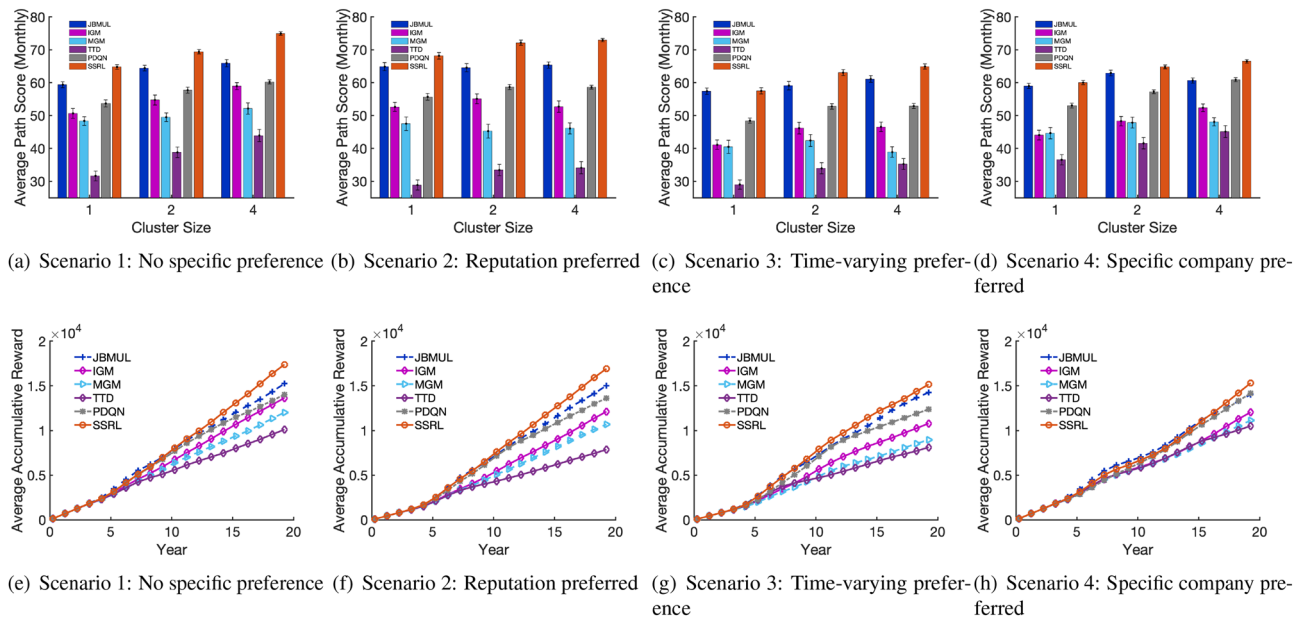 Average Path Score (Monthly)
80
70
60
50
40
30
JBMUL
IGM
MGM
TTD
PDQN
SSRL
1 2 4
Cluster Size
Average Path Score (Monthly)
80
70
60
50
40
30
JBMUL
IGM
MGM
TTD
PDQN
SSRL
1 2 4
Cluster Size
Average Path Score (Monthly)
80
70
60
50
40
30
JBMUL
IGM
MGM
TTD
PDQN
SSRL
1 2 4
Cluster Size
Average Path Score (Monthly)
80
70
60
50
40
30
JBMUL
IGM
MGM
TTD
PDQN
SSRL
1 2 4
Cluster Size
(a) Scenario 1: No specific preference
(b) Scenario 2: Reputation preferred
(c) Scenario 3: Time-varying prefer-
ence
(d) Scenario 4: Specific company pre-
ferred
Average Accumulative Reward
×10⁴
2
1.5
1
0.5
0
JBMUL
IGM
MGM
TTD
PDQN
SSRL
0 5 10 15 20
Year
Average Accumulative Reward
×10⁴
2
1.5
1
0.5
0
JBMUL
IGM
MGM
TTD
PDQN
SSRL
0 5 10 15 20
Year
Average Accumulative Reward
×10⁴
2
1.5
1
0.5
0
JBMUL
IGM
MGM
TTD
PDQN
SSRL
0 5 10 15 20
Year
Average Accumulative Reward
×10⁴
2
1.5
1
0.5
0
JBMUL
IGM
MGM
TTD
PDQN
SSRL
0 5 10 15 20
Year
(e) Scenario 1: No specific preference
(f) Scenario 2: Reputation preferred
(g) Scenario 3: Time-varying prefer-
ence
(h) Scenario 4: Specific company pre-
ferred